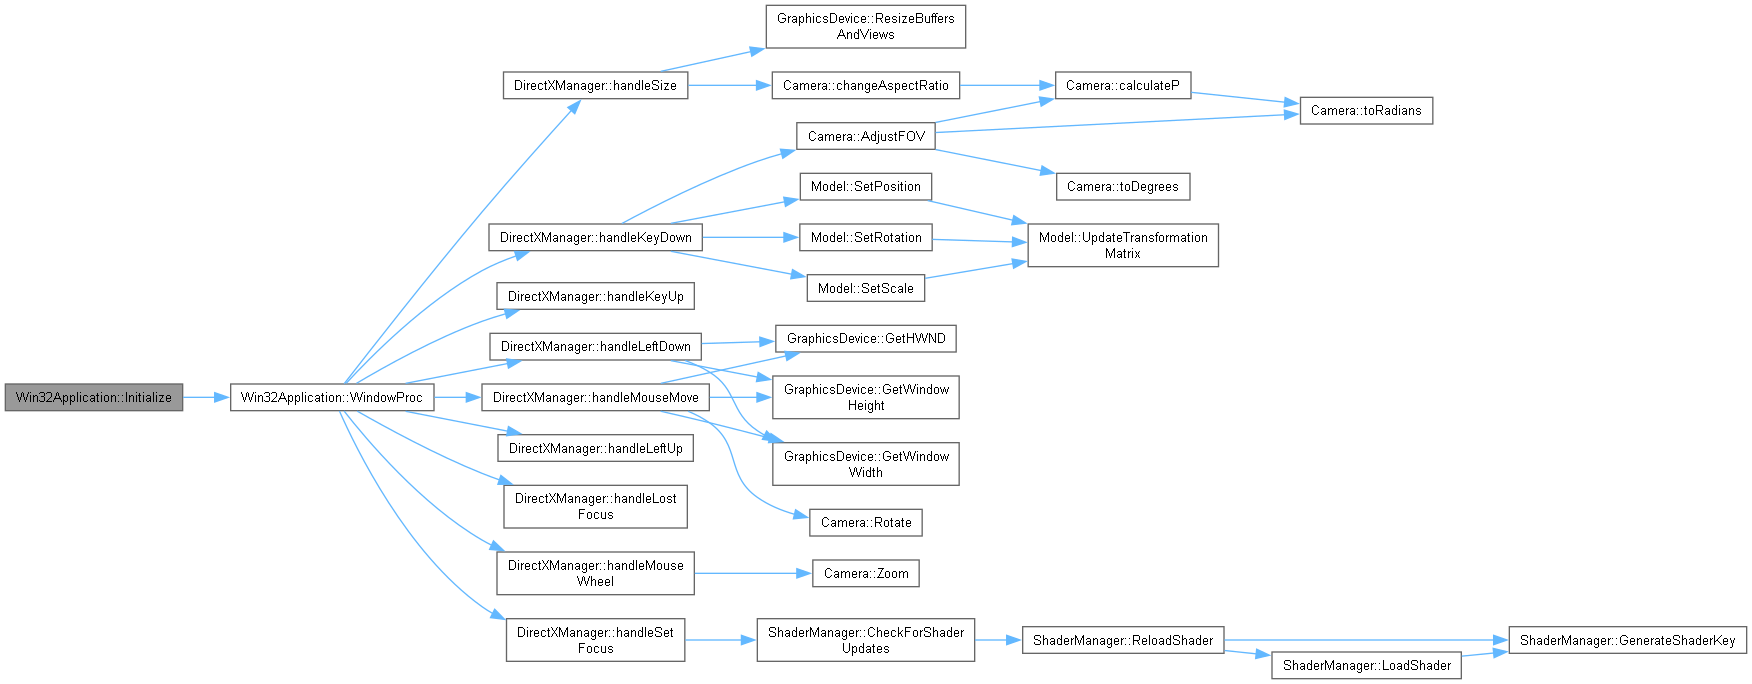 GraphicsDevice::ResizeBuffers
AndViews
DirectXManager::handleSize
Camera::changeAspectRatio
Camera::calculateP
Camera::toRadians
Camera::AdjustFOV
Camera::toDegrees
Model::SetPosition
DirectXManager::handleKeyDown
Model::SetRotation
Model::UpdateTransformation
Matrix
Model::SetScale
DirectXManager::handleKeyUp
GraphicsDevice::GetHWND
DirectXManager::handleLeftDown
Win32Application::Initialize
Win32Application::WindowProc
DirectXManager::handleMouseMove
GraphicsDevice::GetWindow
Height
DirectXManager::handleLeftUp
GraphicsDevice::GetWindow
Width
DirectXManager::handleLost
Focus
Camera::Rotate
DirectXManager::handleMouse
Wheel
Camera::Zoom
DirectXManager::handleSet
Focus
ShaderManager::CheckForShader
Updates
ShaderManager::ReloadShader
ShaderManager::GenerateShaderKey
ShaderManager::LoadShader